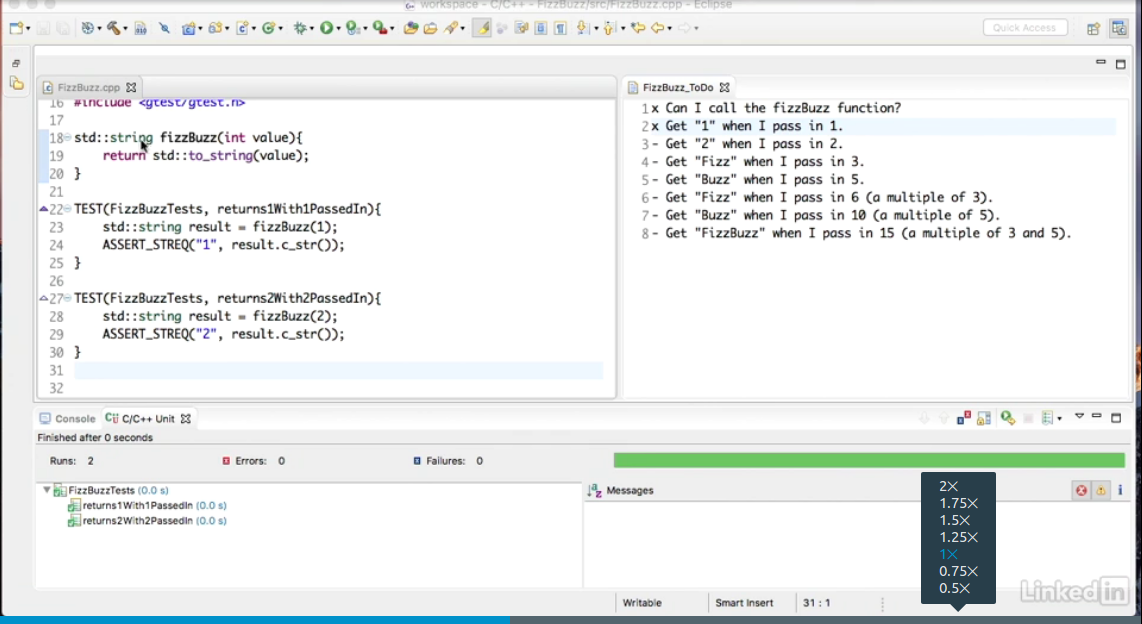 workspace - C/C++ - FizzBuzz/src/FizzBuzz.cpp - Eclipse
Quick Access
FizzBuzz.cpp
16 #include <gtest/gtest.h>
17
18 std::string fizzBuzz(int value){
19 return std::to_string(value);
20 }
21
22 TEST(FizzBuzzTests, returns1With1PassedIn){
23 std::string result = fizzBuzz(1);
24 ASSERT_STREQ("1", result.c_str());
25 }
26
27 TEST(FizzBuzzTests, returns2With2PassedIn){
28 std::string result = fizzBuzz(2);
29 ASSERT_STREQ("2", result.c_str());
30 }
31
32
FizzBuzz_ToDo
1 x Can I call the fizzBuzz function?
2 x Get "1" when I pass in 1.
3 - Get "2" when I pass in 2.
4 - Get "Fizz" when I pass in 3.
5 - Get "Buzz" when I pass in 5.
6 - Get "Fizz" when I pass in 6 (a multiple of 3).
7 - Get "Buzz" when I pass in 10 (a multiple of 5).
8 - Get "FizzBuzz" when I pass in 15 (a multiple of 3 and 5).
Console C/C++ Unit
Finished after 0 seconds
Runs: 2 Errors: 0 Failures: 0
FizzBuzzTests (0.0 s)
returns1With1PassedIn (0.0 s)
returns2With2PassedIn (0.0 s)
Messages
2×
1.75×
1.5×
1.25×
1×
0.75×
0.5×
Linked in
Writable Smart Insert 31 : 1